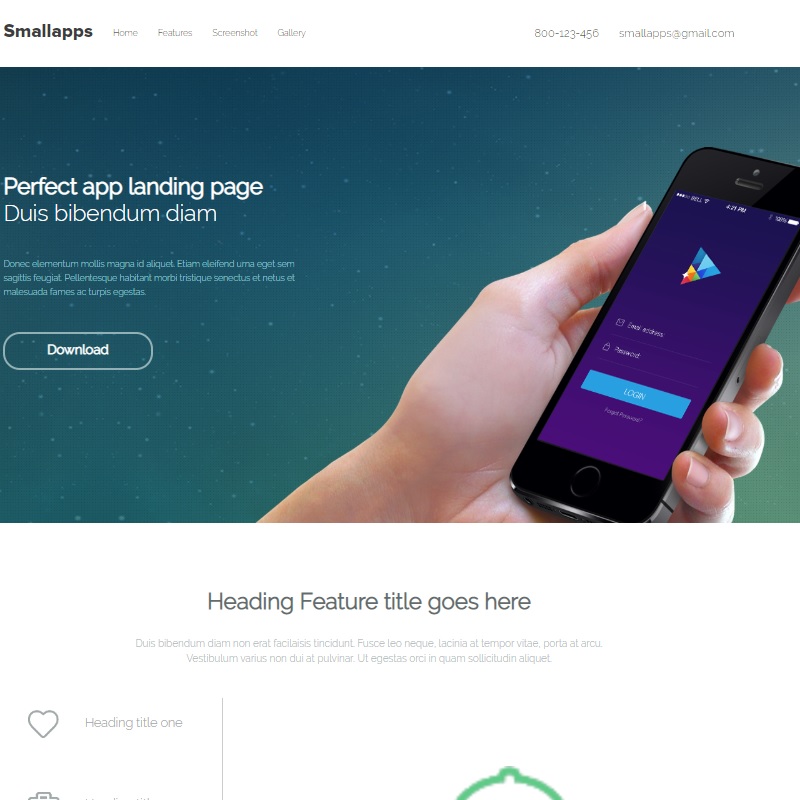 Smallapps
Home
Features
Screenshot
Gallery
800-123-456
smallapps@gmail.com
Perfect app landing page
Duis bibendum diam
Donec elementum mollis magna id aliquet. Etiam eleifend urna eget sem
sagittis feugiat. Pellentesque habitant morbi tristique senectus et netus et
malesuada fames ac turpis egestas.
Download
BELL
4:21 PM
100%
Email address
Password
LOGIN
Forgot Password?
Heading Feature title goes here
Duis bibendum diam non erat facilaisis tincidunt. Fusce leo neque, lacinia at tempor vitae, porta at arcu.
Vestibulum varius non dui at pulvinar. Ut egestas orci in quam sollicitudin aliquet.
Heading title one